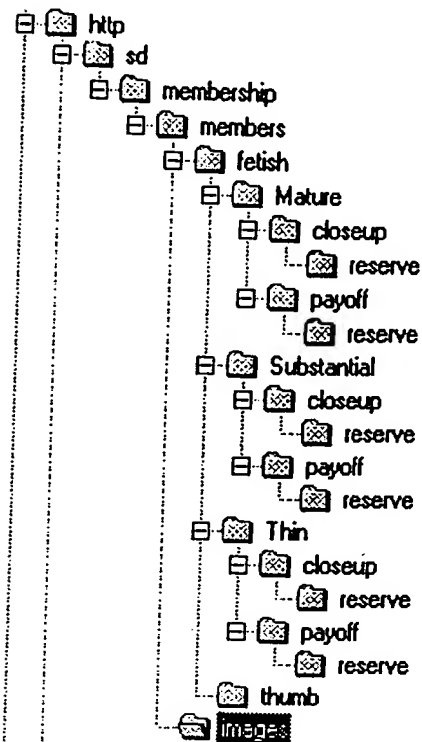 http
sd
membership
members
fetish
Mature
closeup
reserve
payoff
reserve
Substantial
closeup
reserve
payoff
reserve
Thin
closeup
reserve
payoff
reserve
thumb
images